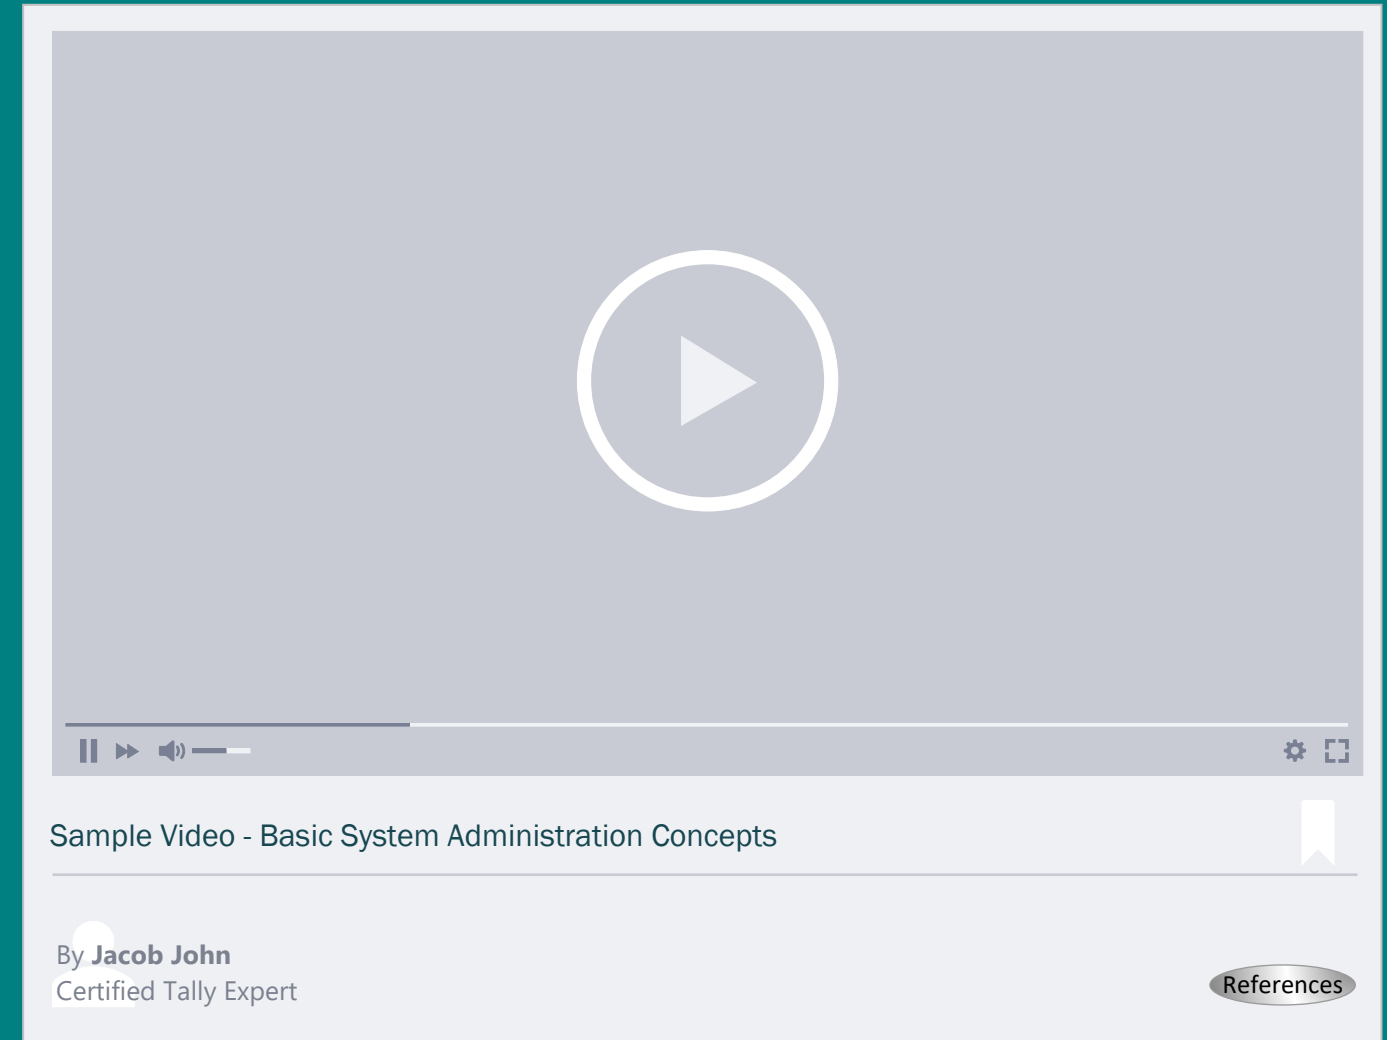 Sample Video - Basic System Administration Concepts
By Jacob John
Certified Tally Expert
References